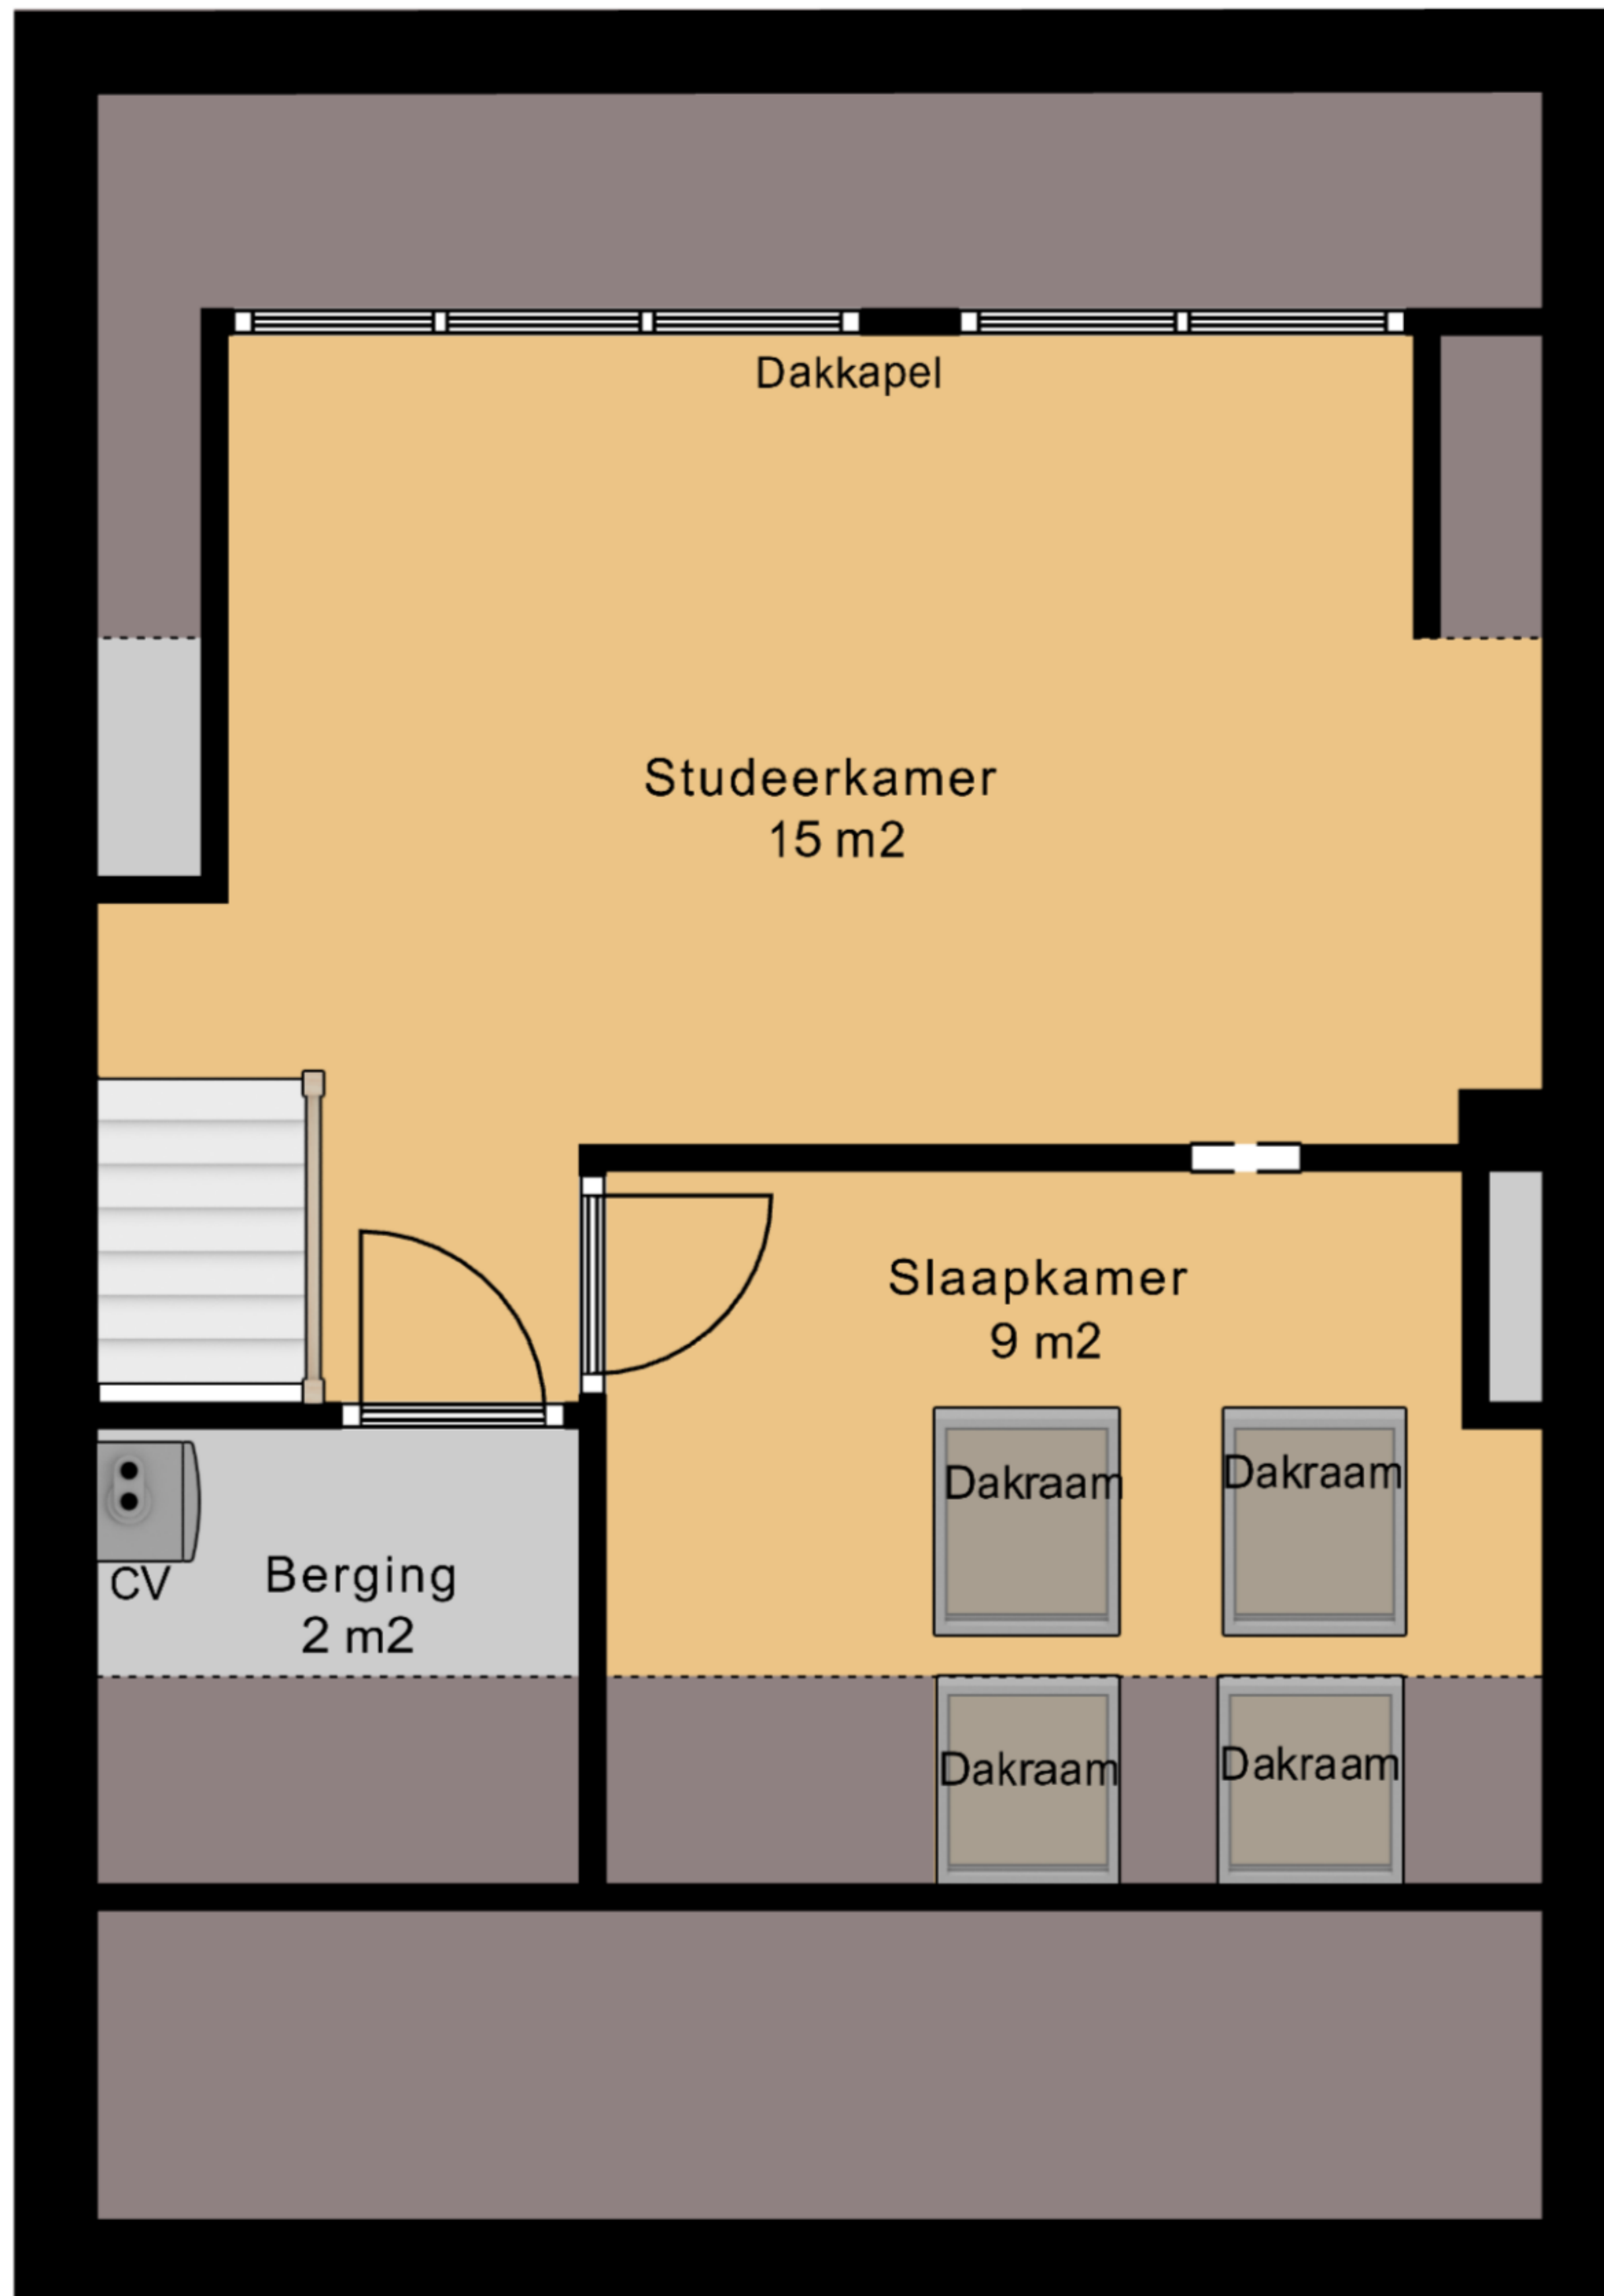 Dakkapel
Studeerkamer
15 m2
Slaapkamer
9 m2
Dakraam
Dakraam
CV
Berging
2 m2
Dakraam
Dakraam